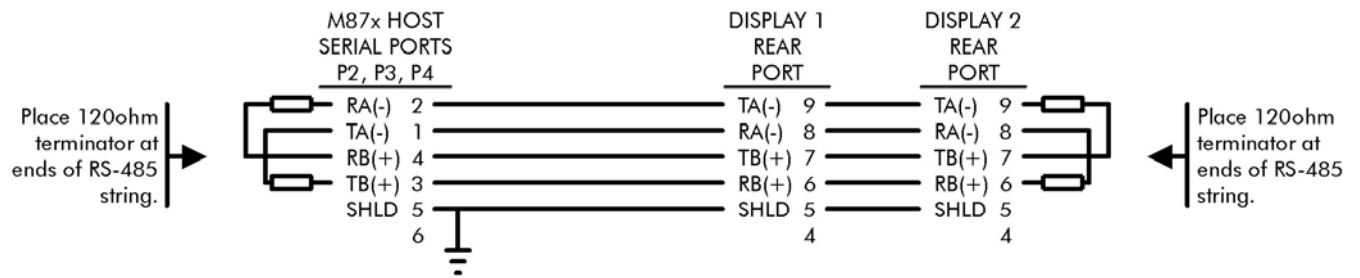 M87x HOST
SERIAL PORTS
P2, P3, P4
DISPLAY 1
REAR
PORT
DISPLAY 2
REAR
PORT
Place 120ohm
terminator at
ends of RS-485
string.
RA(-) 2
TA(-) 1
RB(+) 4
TB(+) 3
SHLD 5
6
TA(-) 9
RA(-) 8
TB(+) 7
RB(+) 6
SHLD 5
4
TA(-) 9
RA(-) 8
TB(+) 7
RB(+) 6
SHLD 5
4
Place 120ohm
terminator at
ends of RS-485
string.